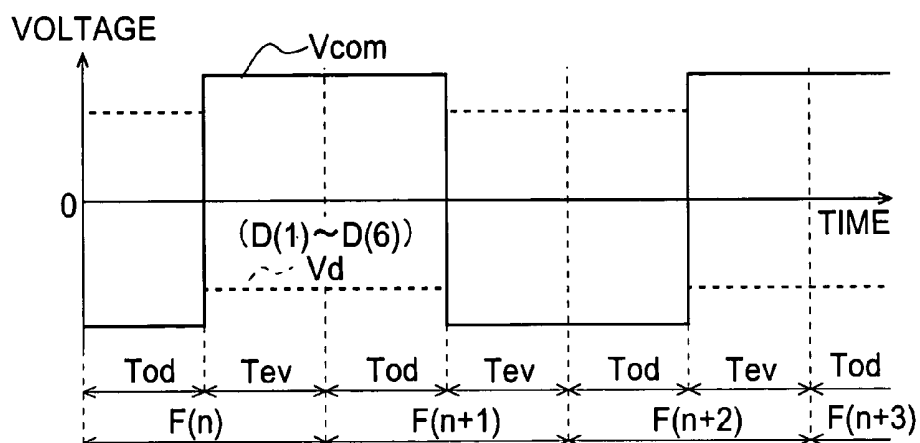 VOLTAGE
Vcom
0
TIME
(D(1)~D(6))
Vd
Tod Tev Tod Tev Tod Tev Tod
F(n) F(n+1) F(n+2) F(n+3)